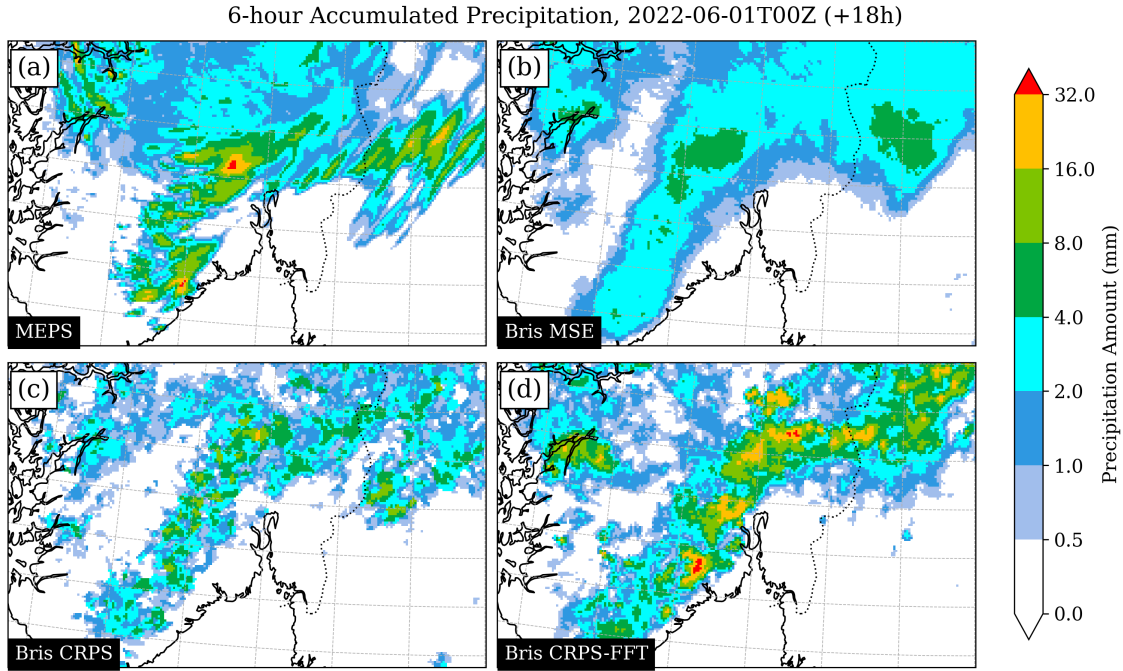 6-hour Accumulated Precipitation, 2022-06-01T00Z (+18h)
(a)
MEPS
(b)
Bris MSE
(c)
Bris CRPS
(d)
Bris CRPS-FFT
32.0
16.0
8.0
4.0
2.0
1.0
0.5
0.0
Precipitation Amount (mm)